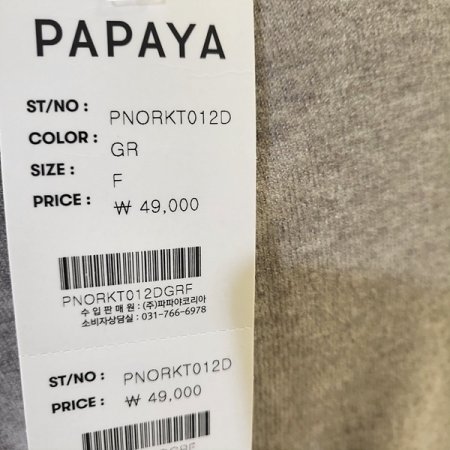 PAPAYA
ST/NO : PNORKT012D
COLOR : GR
SIZE : F
PRICE : ₩ 49,000
PNORKT012DGRF
수 입 판 매 원 : (주)파파야코리아
소비자상담실 : 031-766-6978
ST/NO : PNORKT012D
PRICE : ₩ 49,000
PNORKT012DGRF